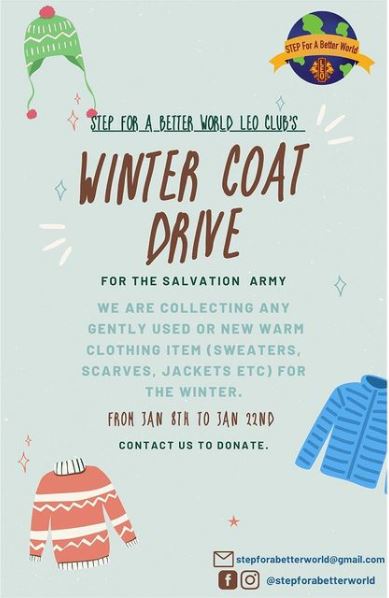 STEP For A Better World
LEO
STEP FOR A BETTER WORLD LEO CLUB'S
WINTER COAT
DRIVE
FOR THE SALVATION ARMY
WE ARE COLLECTING ANY
GENTLY USED OR NEW WARM
CLOTHING ITEM (SWEATERS,
SCARVES, JACKETS ETC) FOR
THE WINTER.
FROM JAN 8TH TO JAN 22ND
CONTACT US TO DONATE.
stepforabetterworld@gmail.com
@stepforabetterworld